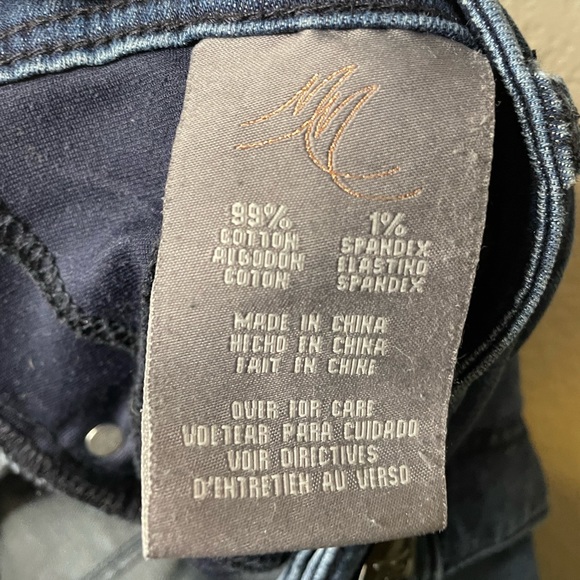 99%
COTTON
ALGODON
COTON
1%
SPANDEX
ELASTINO
SPANDEX
MADE IN CHINA
HECHO EN CHINA
FAIT EN CHINE
OVER FOR CARE
VOLTEAR PARA CUIDADO
VOIR DIRECTIVES
D'ENTRETIEN AU VERSO